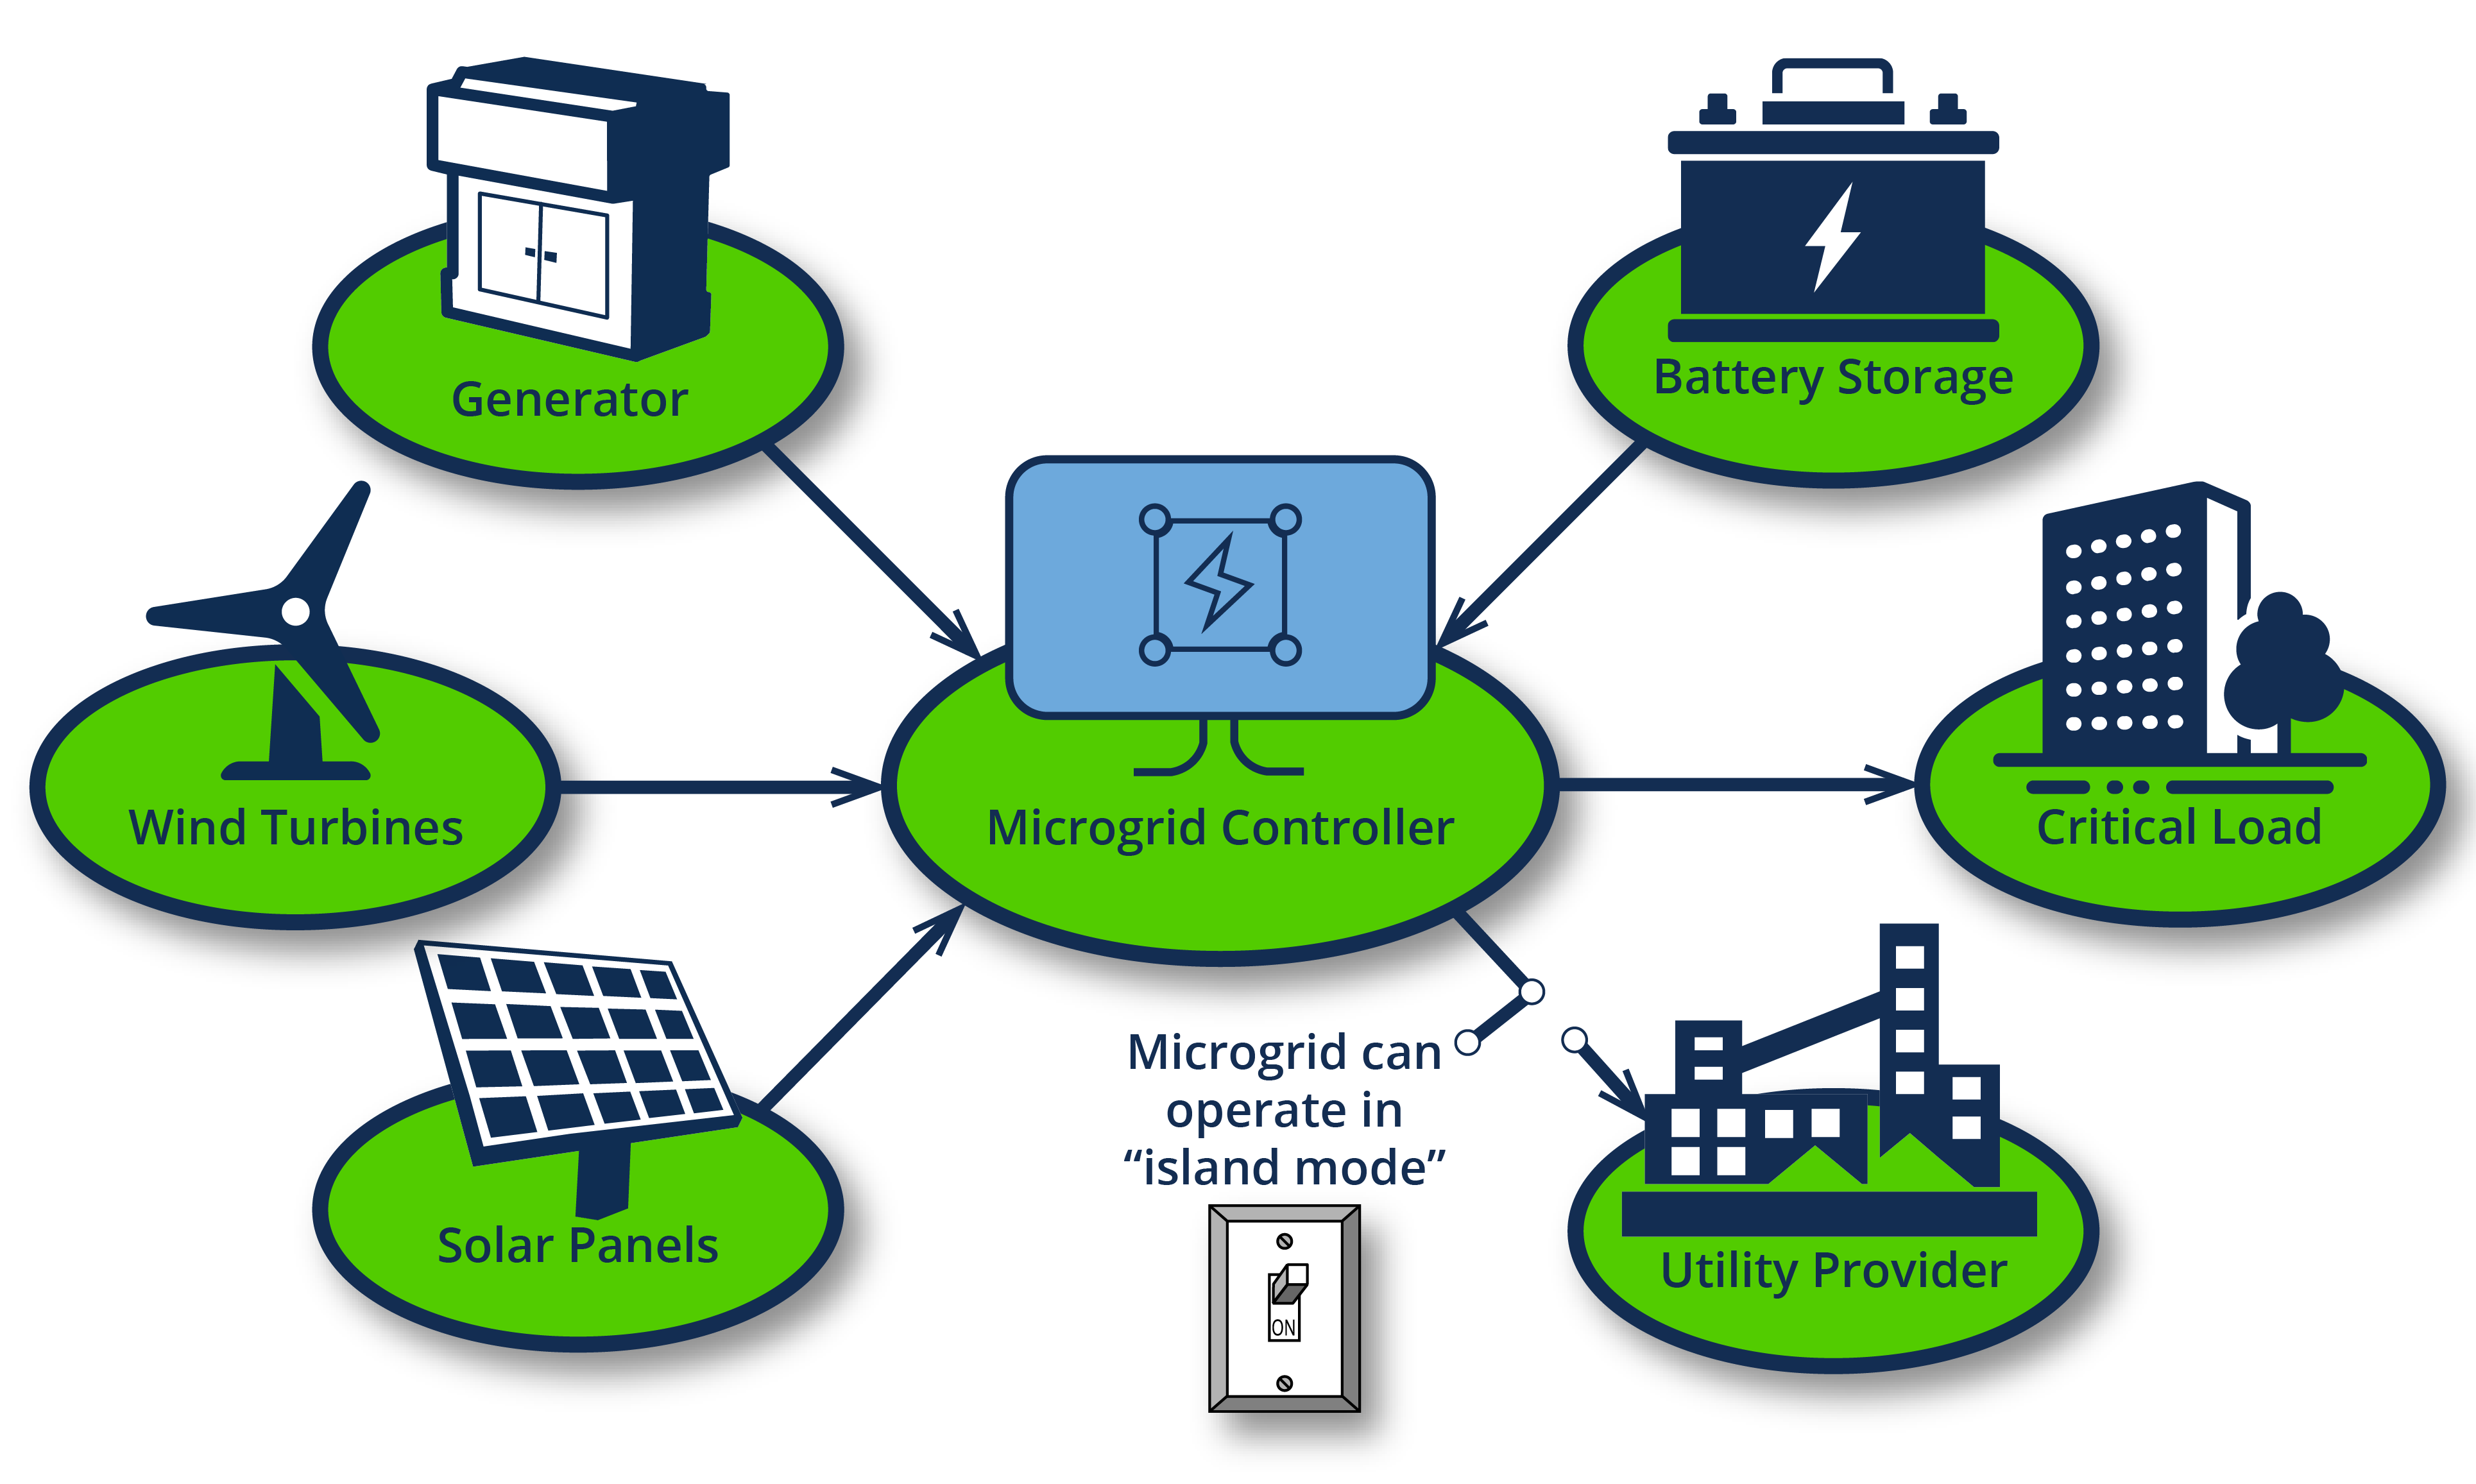 Generator
Battery Storage
Wind Turbines
Microgrid Controller
Critical Load
Solar Panels
Microgrid can
operate in
“island mode”
ON
Utility Provider